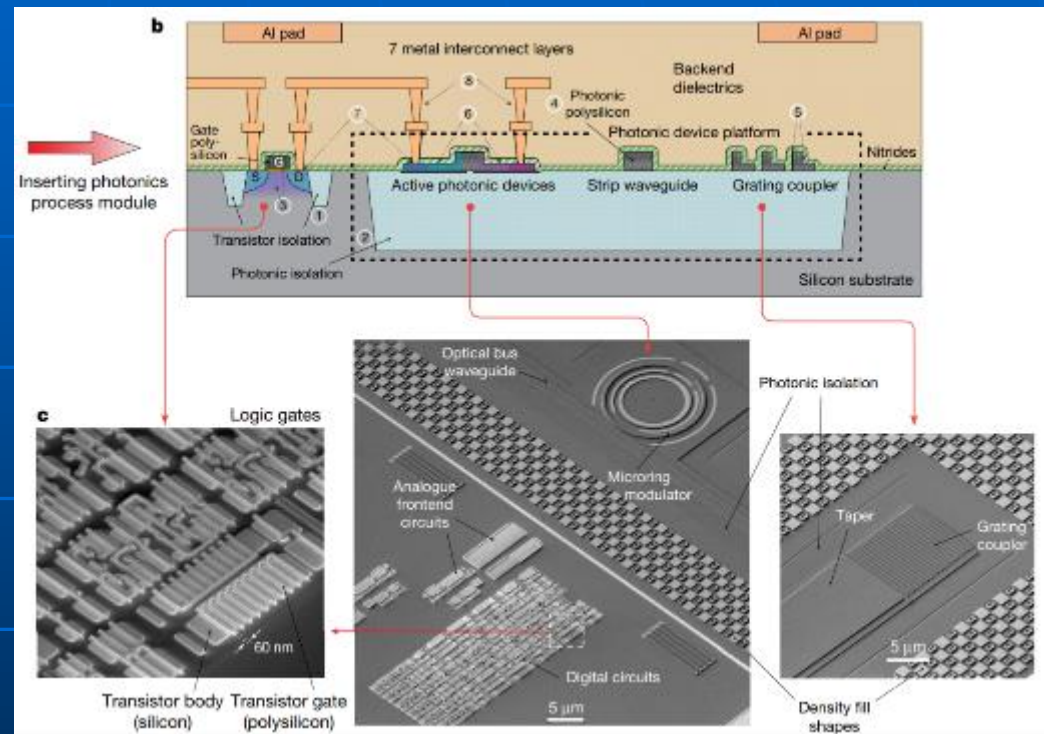 b
Al pad
Al pad
7 metal interconnect layers
Backend
dielectrics
8
4
Photonic
polysilicon
5
7
6
Photonic device platform
Gate
poly-
silicon
G
Nitrides
S
D
Active photonic devices
Strip waveguide
Grating coupler
Inserting photonics
process module
3
1
Transistor isolation
2
Photonic isolation
Silicon substrate
c
Logic gates
60 nm
Transistor body
(silicon)
Transistor gate
(polysilicon)
Optical bus
waveguide
Microring
modulator
Analogue
frontend
circuits
Digital circuits
5 μm
Photonic isolation
Taper
Grating
coupler
5 μm
Density fill
shapes